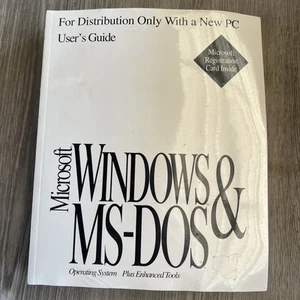 For Distribution Only With a New PC
User's Guide
Microsoft
Registration
Card Inside
Microsoft
WINDOWS &
MS-DOS
Operating System Plus Enhanced Tools